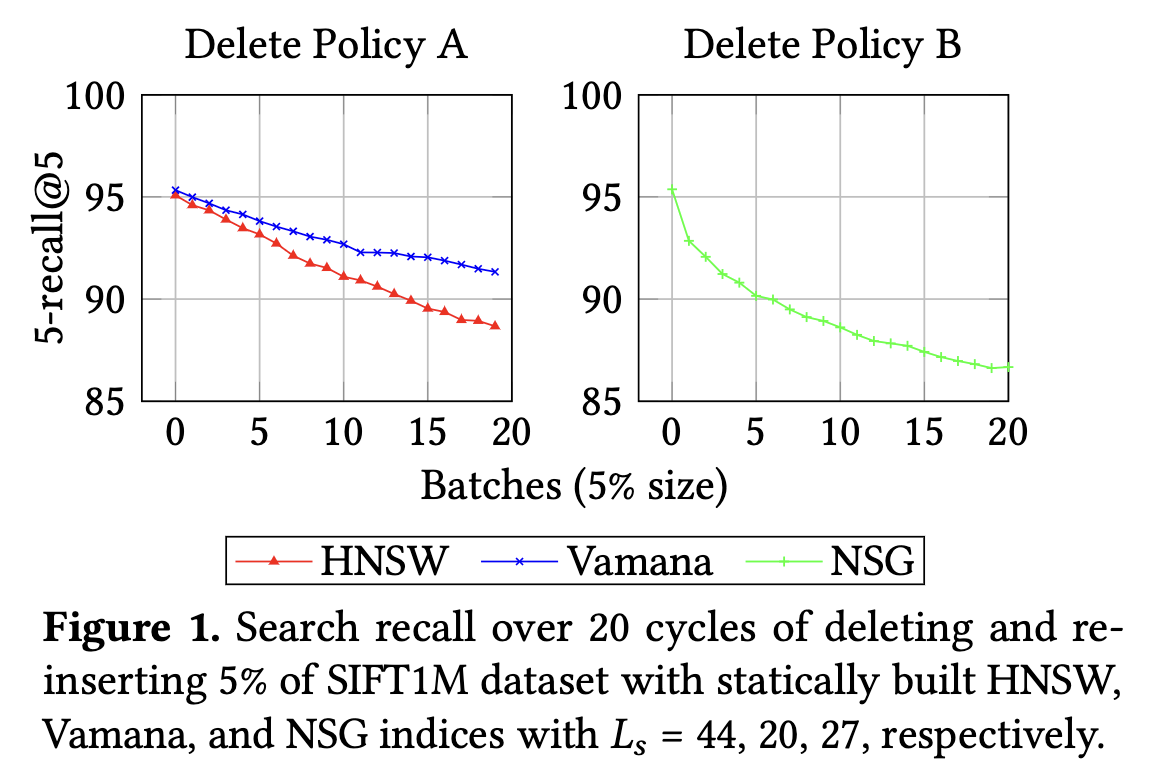 Delete Policy A
Delete Policy B
5-recall@5
100
95
90
85
0 5 10 15 20
100
95
90
85
0 5 10 15 20
Batches (5% size)
HNSW Vamana NSG
Figure 1. Search recall over 20 cycles of deleting and re-
inserting 5% of SIFT1M dataset with statically built HNSW,
Vamana, and NSG indices with Lₛ = 44, 20, 27, respectively.